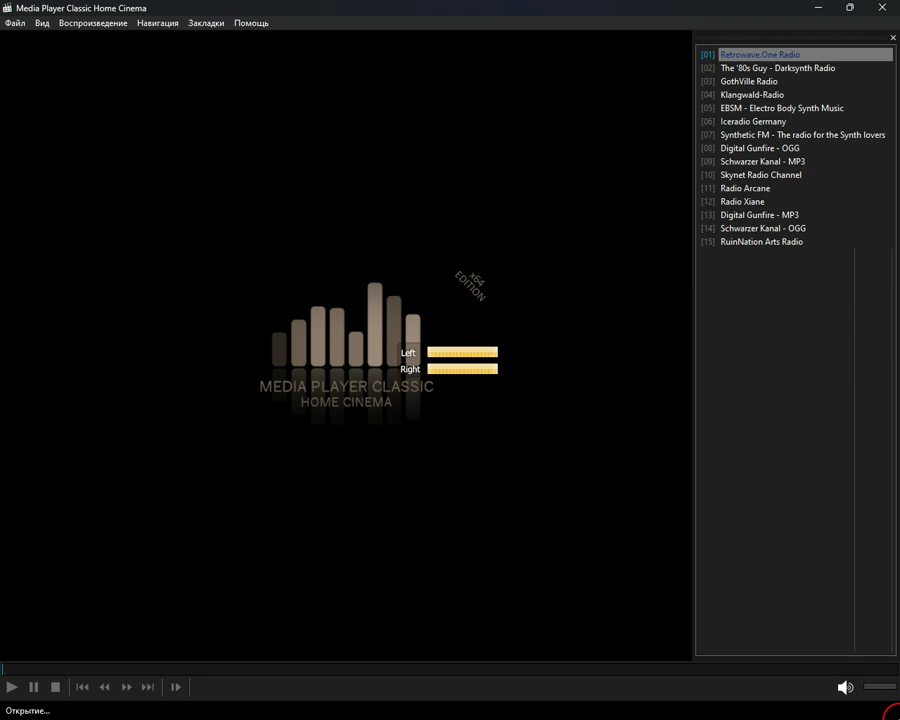 Media Player Classic Home Cinema
Файл Вид Воспроизведение Навигация Закладки Помощь
[01] Retrowave.One Radio
[02] The '80s Guy - Darksynth Radio
[03] GothVille Radio
[04] Klangwald-Radio
[05] EBSM - Electro Body Synth Music
[06] Iceradio Germany
[07] Synthetic FM - The radio for the Synth lovers
[08] Digital Gunfire - OGG
[09] Schwarzer Kanal - MP3
[10] Skynet Radio Channel
[11] Radio Arcane
[12] Radio Xiane
[13] Digital Gunfire - MP3
[14] Schwarzer Kanal - OGG
[15] RuinNation Arts Radio
x64
EDITION
Left
Right
MEDIA PLAYER CLASSIC
HOME CINEMA
Открытие...